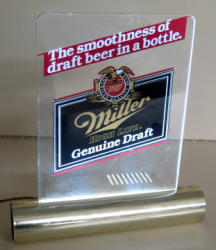 The smoothness of
draft beer in a bottle.
Miller
HIGH LIFE
Genuine Draft